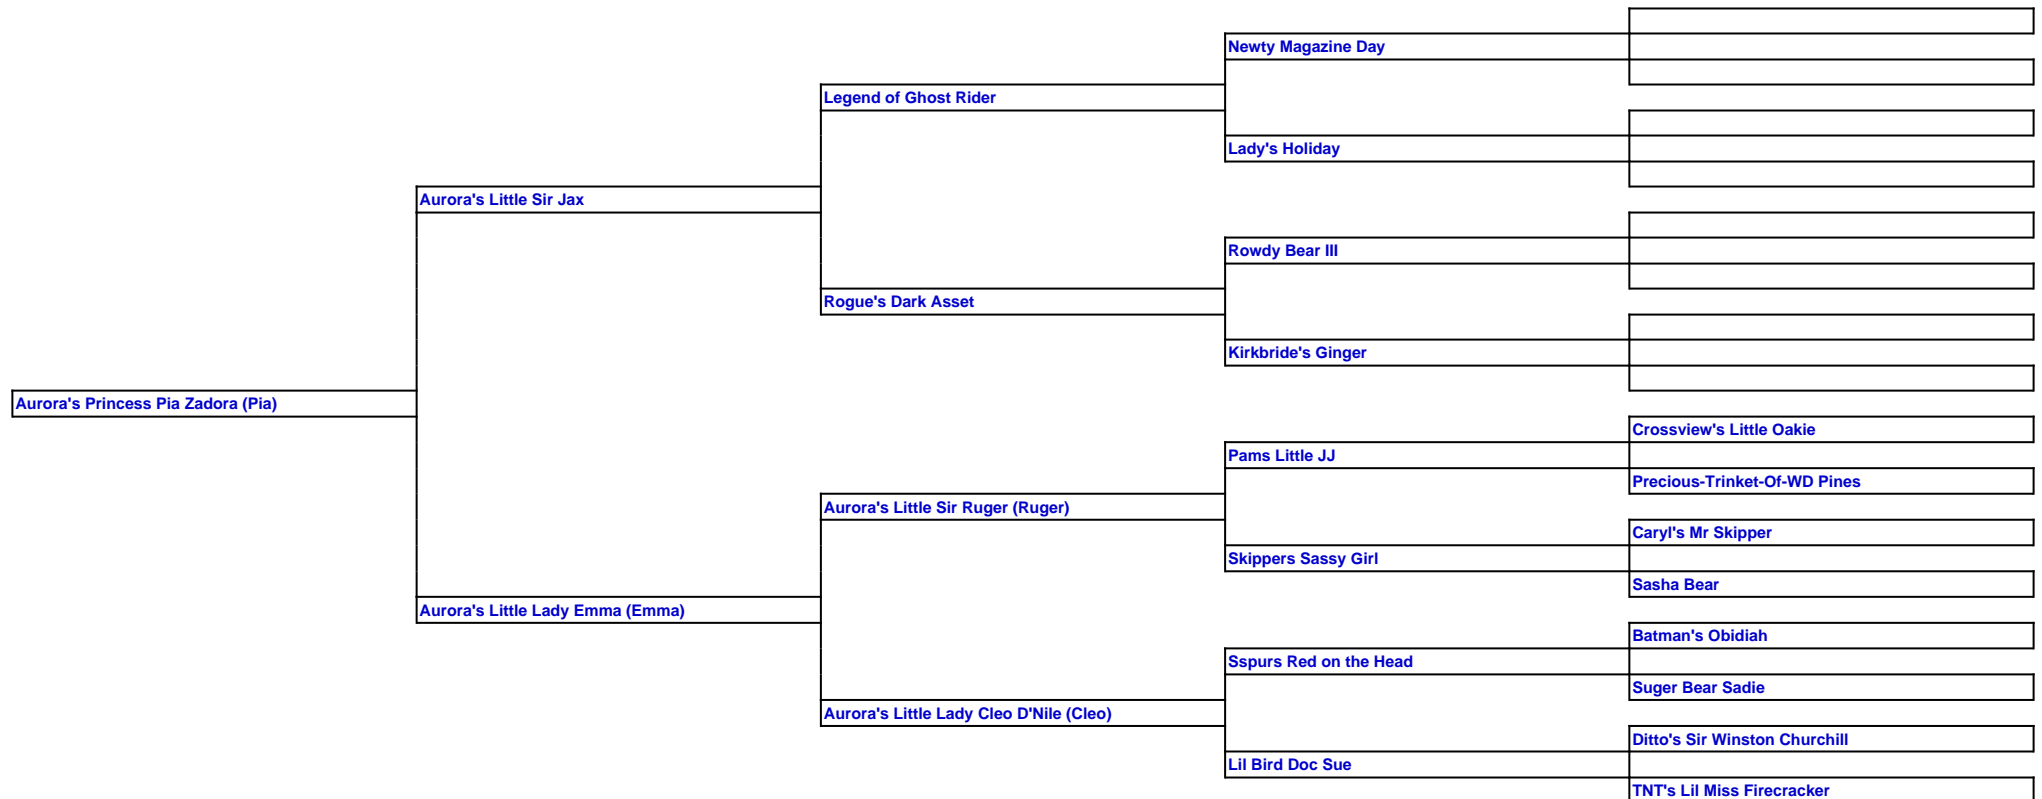 Newty Magazine Day
Legend of Ghost Rider
Lady's Holiday
Aurora's Little Sir Jax
Rowdy Bear III
Rogue's Dark Asset
Kirkbride's Ginger
Aurora's Princess Pia Zadora (Pia)
Crossview's Little Oakie
Pams Little JJ
Precious-Trinket-Of-WD Pines
Aurora's Little Sir Ruger (Ruger)
Caryl's Mr Skipper
Skippers Sassy Girl
Sasha Bear
Aurora's Little Lady Emma (Emma)
Batman's Obidiah
Sspurs Red on the Head
Suger Bear Sadie
Aurora's Little Lady Cleo D'Nile (Cleo)
Ditto's Sir Winston Churchill
Lil Bird Doc Sue
TNT's Lil Miss Firecracker